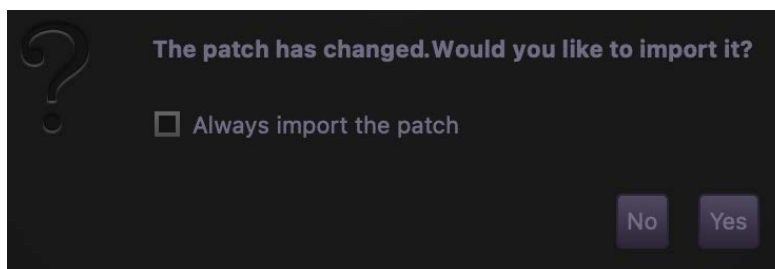 The patch has changed.Would you like to import it?
Always import the patch
No Yes